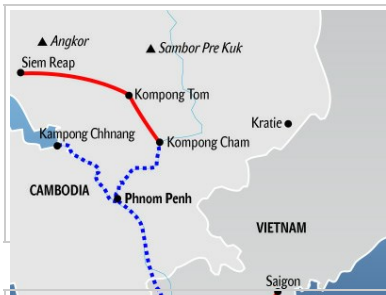 Angkor
Sambor Pre Kuk
Siem Reap
Kompong Tom
Kratie
Kampong Chhnang
Kompong Cham
CAMBODIA
Phnom Penh
VIETNAM
Saigon